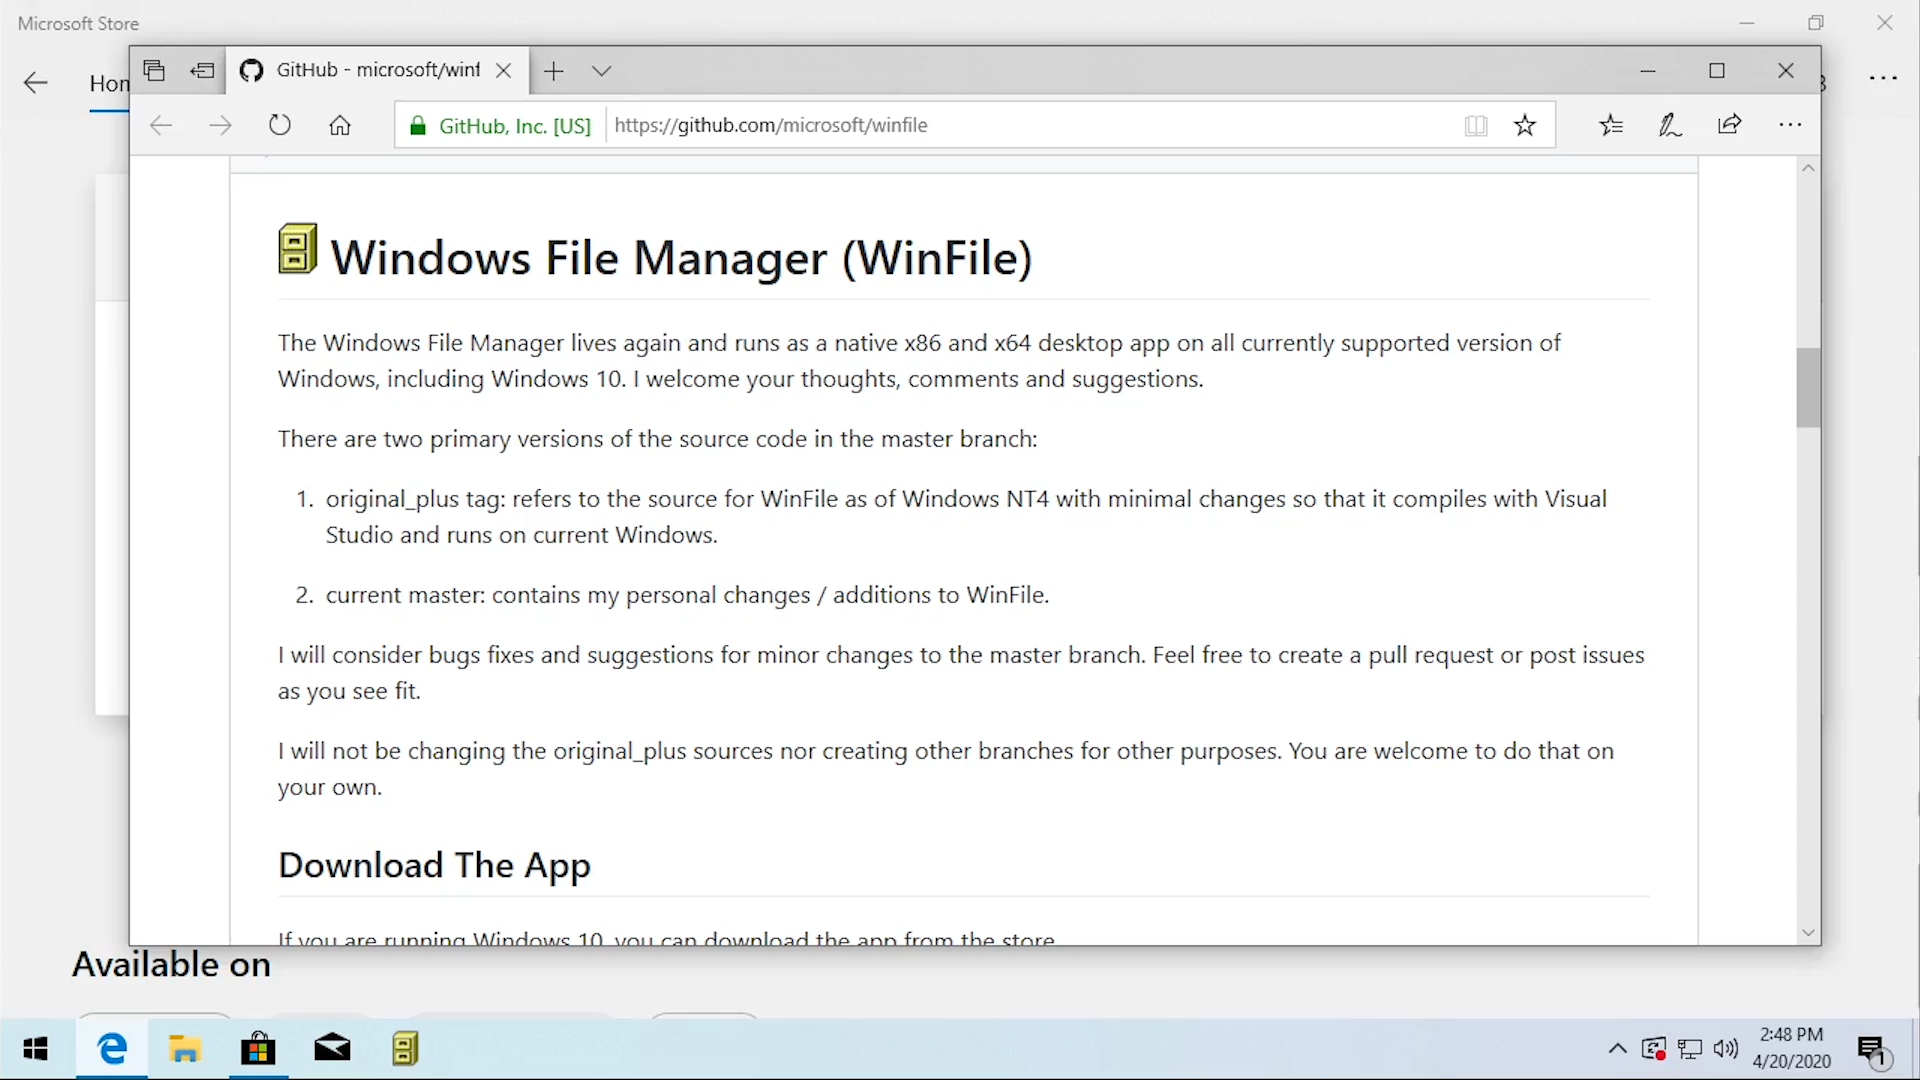 Microsoft Store
Hom
GitHub - microsoft/winf
GitHub, Inc. [US]
https://github.com/microsoft/winfile
Windows File Manager (WinFile)
The Windows File Manager lives again and runs as a native x86 and x64 desktop app on all currently supported version of
Windows, including Windows 10. I welcome your thoughts, comments and suggestions.
There are two primary versions of the source code in the master branch:
1. original_plus tag: refers to the source for WinFile as of Windows NT4 with minimal changes so that it compiles with Visual
Studio and runs on current Windows.
2. current master: contains my personal changes / additions to WinFile.
I will consider bugs fixes and suggestions for minor changes to the master branch. Feel free to create a pull request or post issues
as you see fit.
I will not be changing the original_plus sources nor creating other branches for other purposes. You are welcome to do that on
your own.
Download The App
If you are running Windows 10, you can download the app from the store
Available on
2:48 PM
4/20/2020
1